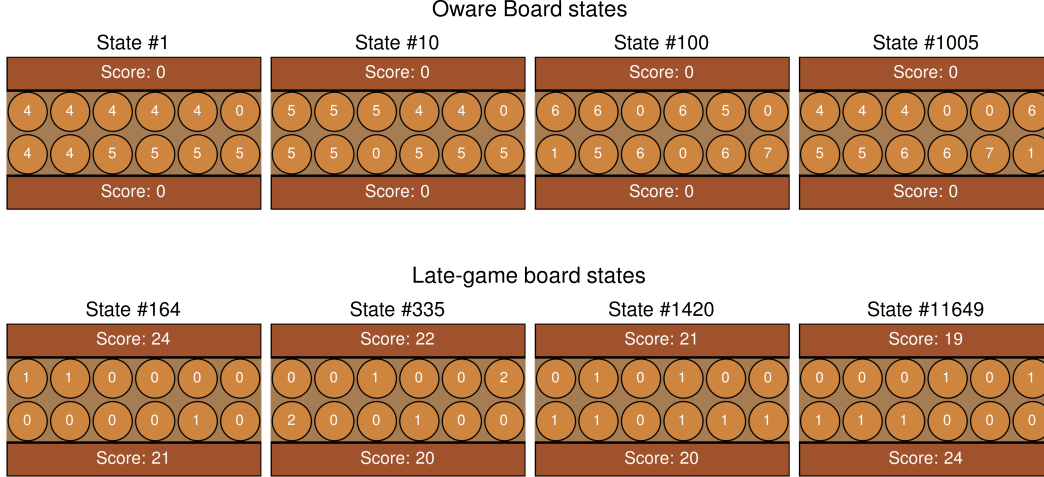 Oware Board states
State #1 State #10 State #100 State #1005
Score: 0 Score: 0 Score: 0 Score: 0
4 4 4 4 4 0 5 5 5 4 4 0 6 6 0 6 5 0 4 4 4 0 0 6
4 4 5 5 5 5 5 5 0 5 5 5 1 5 6 0 6 7 5 5 6 6 7 1
Score: 0 Score: 0 Score: 0 Score: 0
Late-game board states
State #164 State #335 State #1420 State #11649
Score: 24 Score: 22 Score: 21 Score: 19
1 1 0 0 0 0 0 0 1 0 0 2 0 1 0 1 0 0 0 0 0 1 0 1
0 0 0 0 1 0 2 0 0 1 0 0 1 1 0 1 1 1 1 1 1 0 0 0
Score: 21 Score: 20 Score: 20 Score: 24